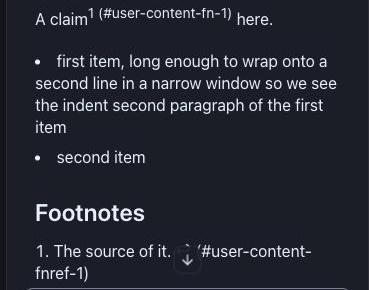 A claim1 (#user-content-fn-1) here.
• first item, long enough to wrap onto a
second line in a narrow window so we see
the indent second paragraph of the first
item
• second item
Footnotes
1. The source of it. (#user-content-
fnref-1)